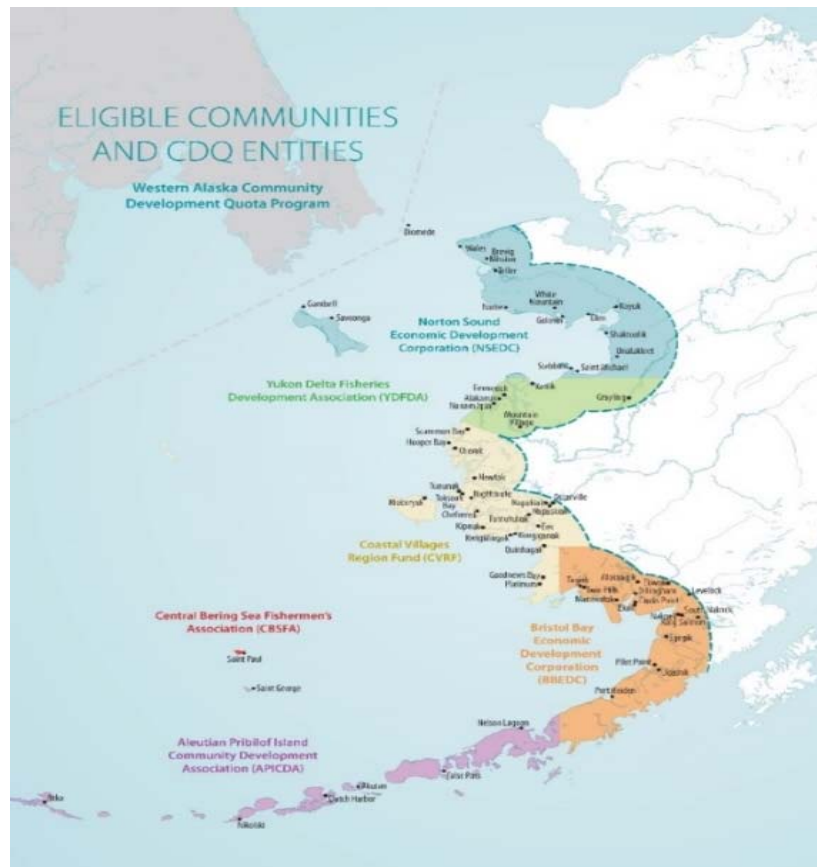 ELIGIBLE COMMUNITIES
AND CDQ ENTITIES
Western Alaska Community
Development Quota Program
Diomede
Wales
Brevig
Mission
Teller
Gambell
Savoonga
Norton Sound
Economic Development
Corporation (NSEDC)
Nome
White
Mountain
Golovin
Elim
Koyuk
Shaktoolik
Unalakleet
Stebbins
Saint Michael
Yukon Delta Fisheries
Development Association (YDFDA)
Emmonak
Alakanuk
Kotlik
Grayling
Mountain
Village
Scammon Bay
Hooper Bay
Chevak
Newtok
Tununak
Toksook
Bay
Nightmute
Mekoryuk
Chefornak
Kipnuk
Kongiganak
Tuntutuliak
Napakiak
Napaskiak
Oscarville
Eek
Quinhagak
Coastal Villages
Region Fund (CVRF)
Goodnews Bay
Platinum
Togiak
Twin Hills
Manokotak
Aleknagik
Dillingham
Clark's Point
Ekuk
Levelock
South
Naknek
King Salmon
Egegik
Pilot Point
Ugashik
Port Heiden
Bristol Bay
Economic
Development
Corporation
(BBEDC)
Central Bering Sea Fishermen's
Association (CBSFA)
Saint Paul
Saint George
Aleutian Pribilof Island
Community Development
Association (APICDA)
Nelson Lagoon
False Pass
Akutan
Dutch Harbor
Nikolski
Atka